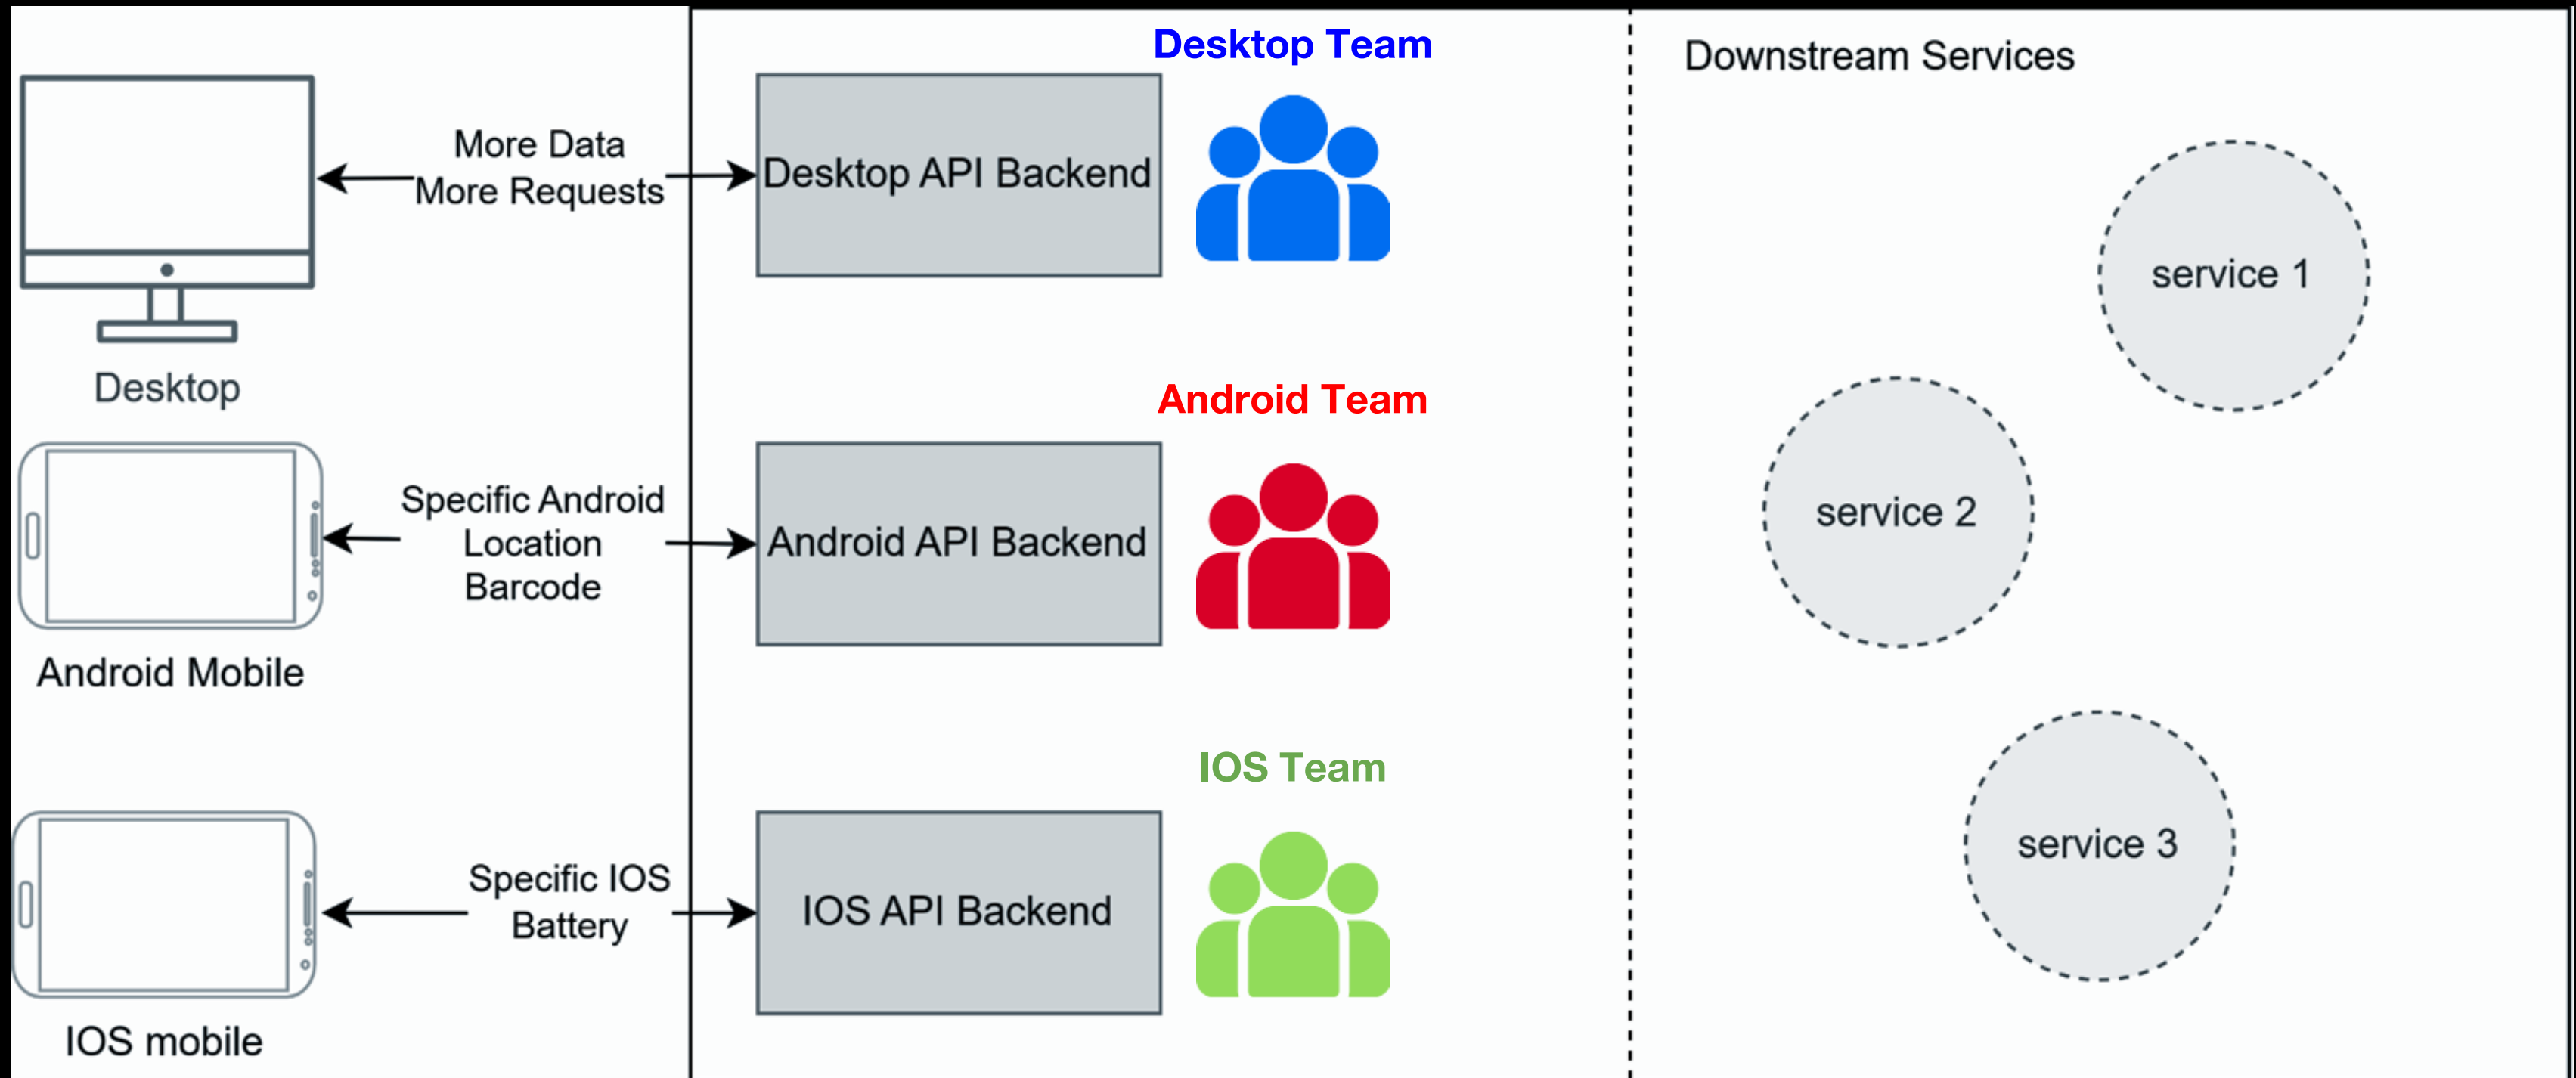 Desktop Team
Downstream Services
More Data
More Requests
Desktop API Backend
service 1
Desktop
Android Team
Specific Android
Location
Barcode
Android API Backend
service 2
Android Mobile
IOS Team
Specific IOS
Battery
IOS API Backend
service 3
IOS mobile